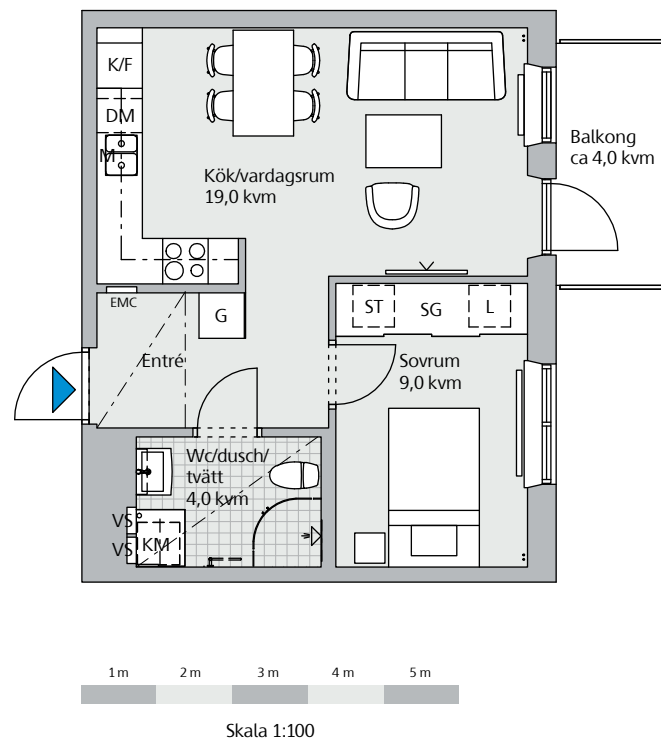 K/F
DM
M
Kök/vardagsrum
19,0 kvm
Balkong
ca 4,0 kvm
EMC
G
ST
SG
L
Entré
Sovrum
9,0 kvm
Wc/dusch/
tvätt
4,0 kvm
VS
VS
KM
1 m
2 m
3 m
4 m
5 m
Skala 1:100